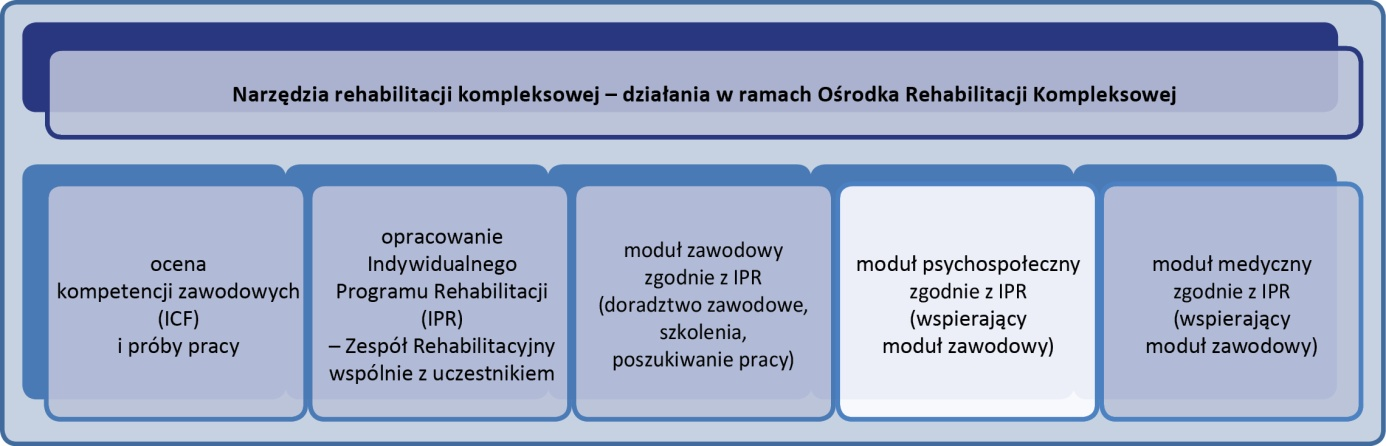 Narzędzia rehabilitacji kompleksowej – działania w ramach Ośrodka Rehabilitacji Kompleksowej
ocena
kompetencji zawodowych
(ICF)
i próby pracy
opracowanie
Indywidualnego
Programu Rehabilitacji
(IPR)
– Zespół Rehabilitacyjny
wspólnie z uczestnikiem
moduł zawodowy
zgodnie z IPR
(doradztwo zawodowe,
szkolenia,
poszukiwanie pracy)
moduł psychospołeczny
zgodnie z IPR
(wspierający
moduł zawodowy)
moduł medyczny
zgodnie z IPR
(wspierający
moduł zawodowy)